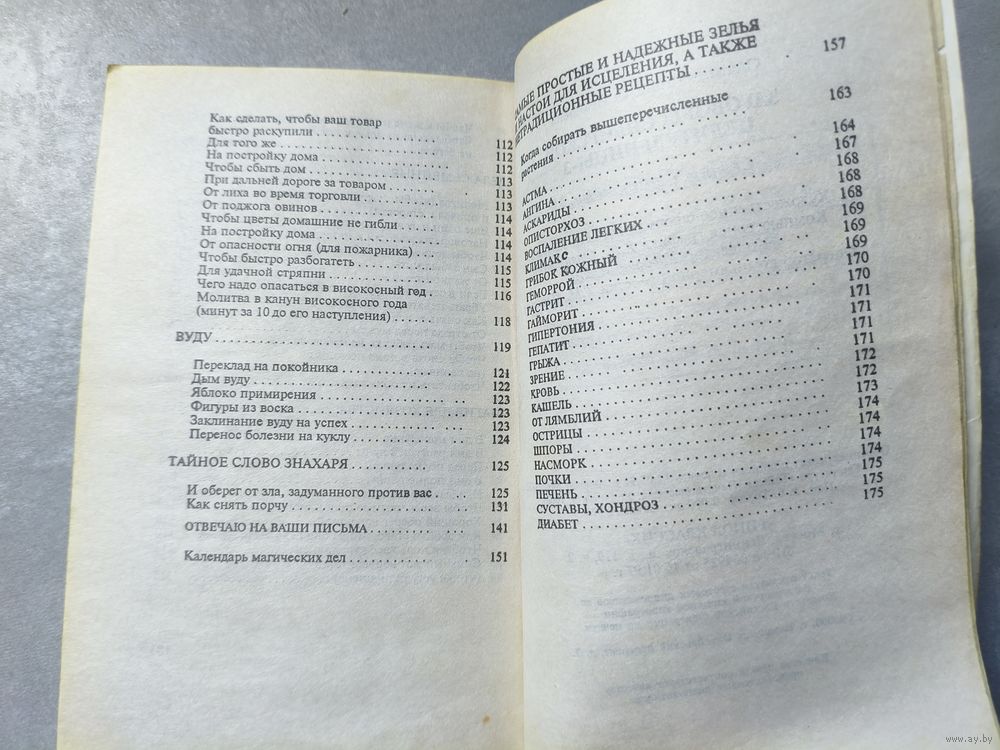 Как сделать, чтобы ваш товар
быстро раскупили . . . . . . . . . . . . 112
Для того же . . . . . . . . . . . . 112
На постройку дома . . . . . . . . . . . . 112
Чтобы сбыть дом . . . . . . . . . . . . 113
При дальней дороге за товаром . . . . . . 113
От лиха во время торговли . . . . . . . . 113
От поджога овинов . . . . . . . . . . . . 114
Чтобы цветы домашние не гибли . . . . . . 114
На постройку дома . . . . . . . . . . . . 114
От опасности огня (для пожарника) . . . . 114
Чтобы быстро разбогатеть . . . . . . . . 115
Для удачной стряпни . . . . . . . . . . . 115
Чего надо опасаться в високосный год . . 116
Молитва в канун високосного года
(минут за 10 до его наступления) . . . . . 118
ВУДУ . . . . . . . . . . . . 119
Переклад на покойника . . . . . . . . . . 121
Дым вуду . . . . . . . . . . . . 122
Яблоко примирения . . . . . . . . . . . . 123
Фигуры из воска . . . . . . . . . . . . 123
Заклинание вуду на успех . . . . . . . . 123
Перенос болезни на куклу . . . . . . . . 124
ТАЙНОЕ СЛОВО ЗНАХАРЯ . . . . . . . . . . 125
И оберег от зла, задуманного против вас . 125
Как снять порчу . . . . . . . . . . . . 131
ОТВЕЧАЮ НА ВАШИ ПИСЬМА . . . . . . . . . 141
Календарь магических дел . . . . . . . . 151
АМЫЕ ПРОСТЫЕ И НАДЕЖНЫЕ ЗЕЛЬЯ
И НАСТОИ ДЛЯ ИСЦЕЛЕНИЯ, А ТАКЖЕ
ЕТРАДИЦИОННЫЕ РЕЦЕПТЫ . . . . . . . . 157
Когда собирать вышеперечисленные
растения . . . . . . . . . . . . 163
АСТМА . . . . . . . . . . . . 164
АНГИНА . . . . . . . . . . . . 167
АСКАРИДЫ . . . . . . . . . . . . 168
ОПИСТОРХОЗ . . . . . . . . . . . . 168
ВОСПАЛЕНИЕ ЛЕГКИХ . . . . . . . . . . 168
КЛИМАКС . . . . . . . . . . . . 169
ГРИБОК КОЖНЫЙ . . . . . . . . . . . . 169
ГЕМОРРОЙ . . . . . . . . . . . . 169
ГАСТРИТ . . . . . . . . . . . . 170
ГАЙМОРИТ . . . . . . . . . . . . 170
ГИПЕРТОНИЯ . . . . . . . . . . . . 171
ГЕПАТИТ . . . . . . . . . . . . 171
ГРЫЖА . . . . . . . . . . . . 171
ЗРЕНИЕ . . . . . . . . . . . . 171
КРОВЬ . . . . . . . . . . . . 172
КАШЕЛЬ . . . . . . . . . . . . 172
ОТ ЛЯМБЛИЙ . . . . . . . . . . . . 173
ОСТРИЦЫ . . . . . . . . . . . . 174
ШПОРЫ . . . . . . . . . . . . 174
НАСМОРК . . . . . . . . . . . . 174
ПОЧКИ . . . . . . . . . . . . 174
ПЕЧЕНЬ . . . . . . . . . . . . 175
СУСТАВЫ, ХОНДРОЗ . . . . . . . . . . 175
ДИАБЕТ . . . . . . . . . . . . 175
www.ay.by